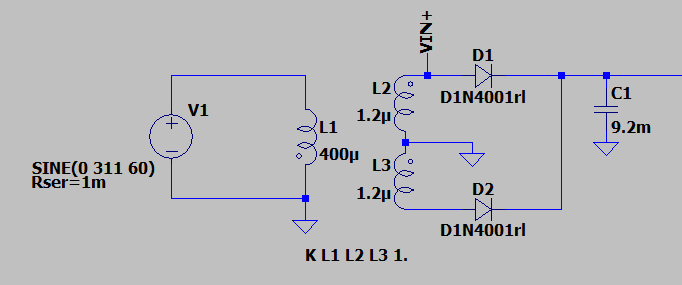 VIN+
D1
V1
L2
D1N4001rl
C1
1.2µ
L1
9.2m
400µ
L3
SINE(0 311 60)
Rser=1m
1.2µ
D2
D1N4001rl
K L1 L2 L3 1.